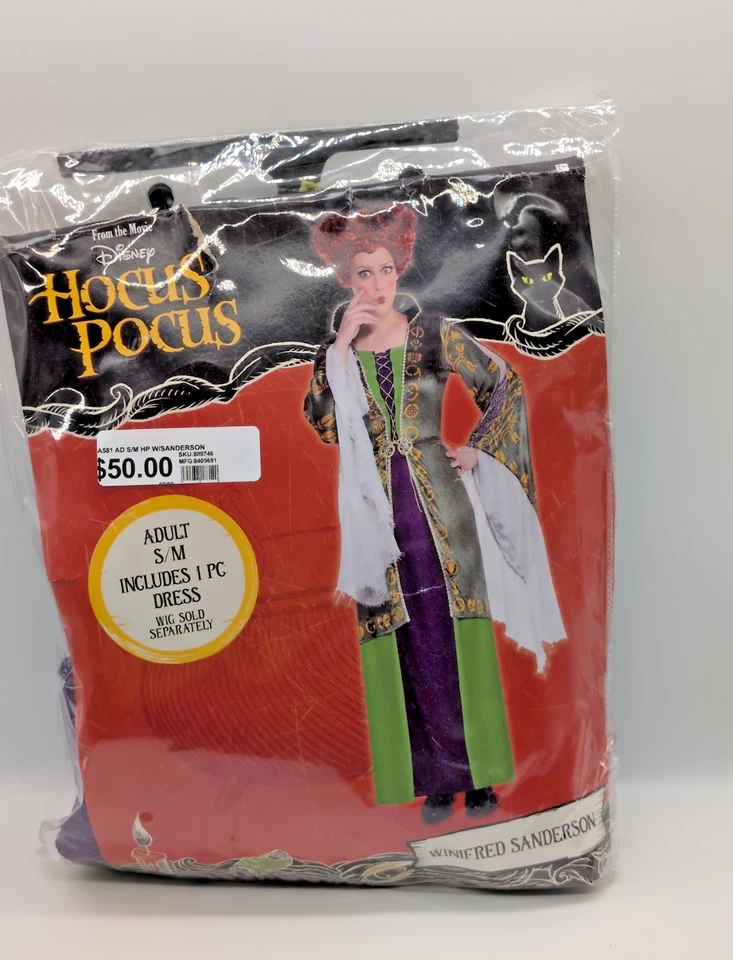 From the Movie
Disney
HOCUS
POCUS
A581 AD S/M HP W/SANDERSON
$50.00
SKU:889746
MFG:8405691
ADULT
S/M
INCLUDES 1 PC
DRESS
WIG SOLD
SEPARATELY
WINIFRED SANDERSON